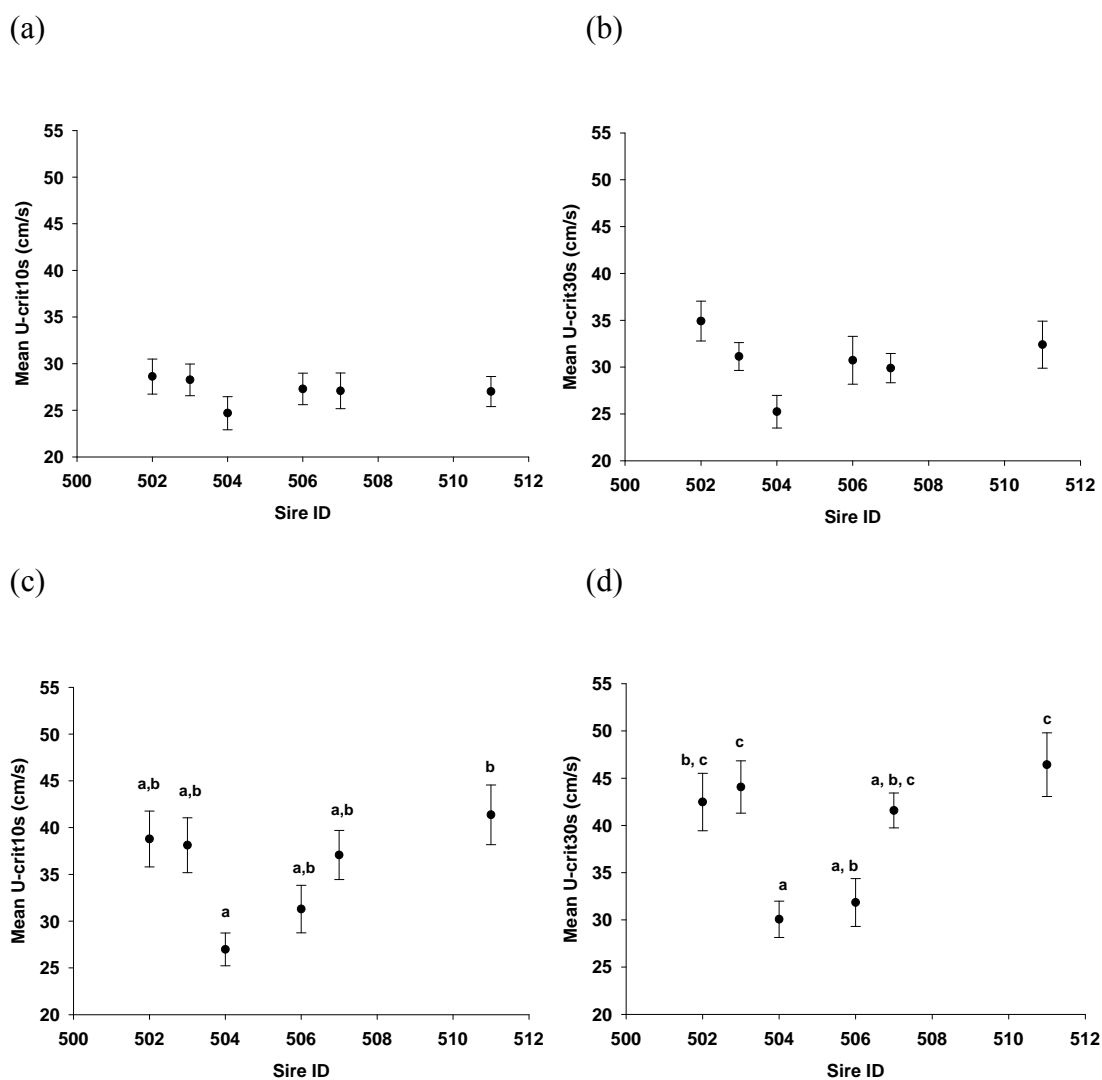 (a)
Mean U-crit10s (cm/s)
55
50
45
40
35
30
25
20
500 502 504 506 508 510 512
Sire ID
(b)
Mean U-crit30s (cm/s)
55
50
45
40
35
30
25
20
500 502 504 506 508 510 512
Sire ID
(c)
Mean U-crit10s (cm/s)
55
50
45
40
35
30
25
20
a,b
a,b
a
a,b
a,b
b
500 502 504 506 508 510 512
Sire ID
(d)
Mean U-crit30s (cm/s)
55
50
45
40
35
30
25
20
b, c
c
a
a, b
a, b, c
c
500 502 504 506 508 510 512
Sire ID